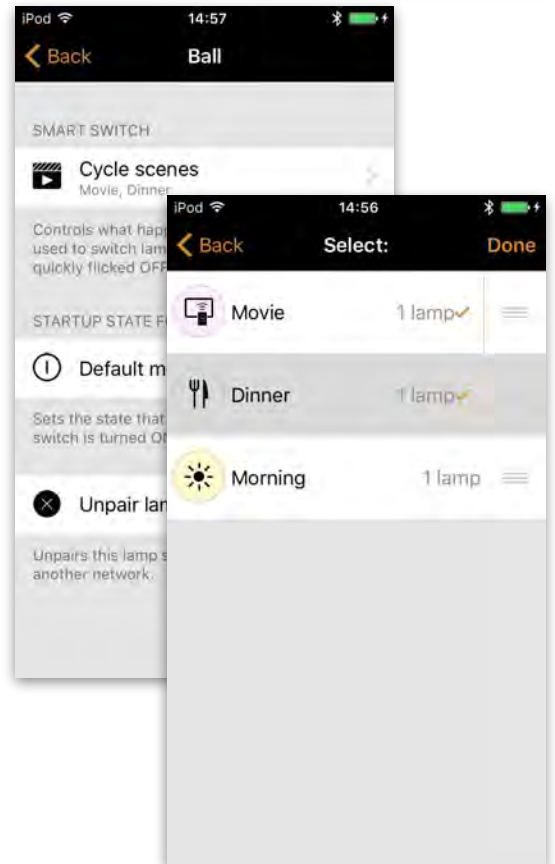 iPod 14:57
Back Ball
SMART SWITCH
Cycle scenes
Movie, Dinner
Controls what hap
used to switch lam
quickly flicked OFF
STARTUP STATE F
Default m
Sets the state that
switch is turned O
Unpair lar
Unpairs this lamp s
another network.
iPod 14:56
Back Select: Done
Movie 1 lamp
Dinner 1 lamp
Morning 1 lamp